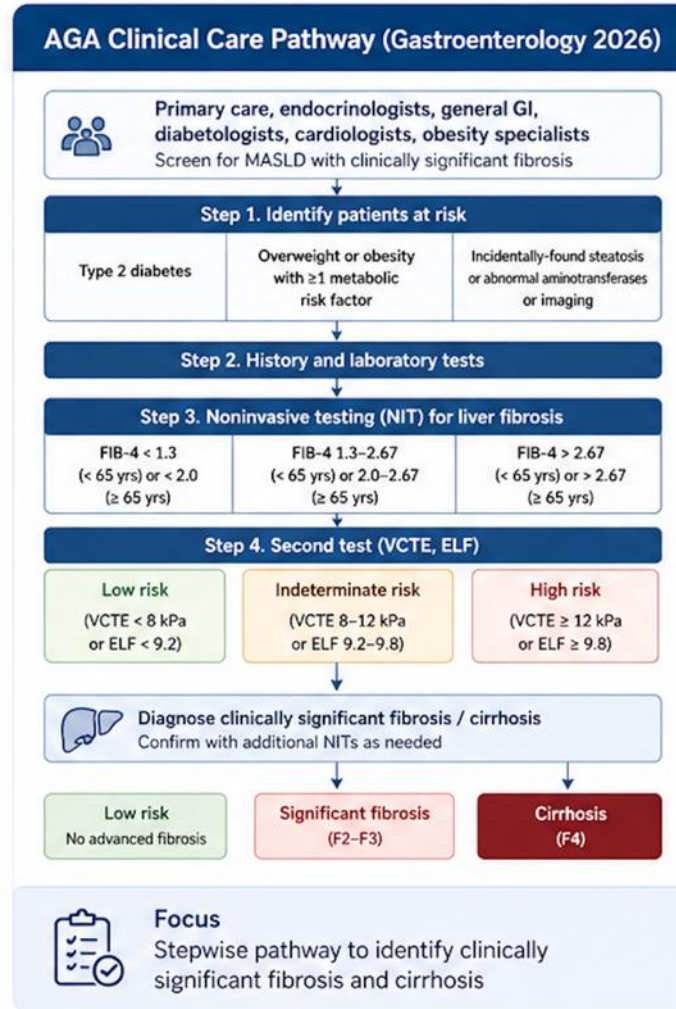 AGA Clinical Care Pathway (Gastroenterology 2026)
Primary care, endocrinologists, general GI,
diabetologists, cardiologists, obesity specialists
Screen for MASLD with clinically significant fibrosis
Step 1. Identify patients at risk
Type 2 diabetes
Overweight or obesity
with ≥1 metabolic
risk factor
Incidentally-found steatosis
or abnormal aminotransferases
or imaging
Step 2. History and laboratory tests
Step 3. Noninvasive testing (NIT) for liver fibrosis
FIB-4 < 1.3
(< 65 yrs) or < 2.0
(≥ 65 yrs)
FIB-4 1.3–2.67
(< 65 yrs) or 2.0–2.67
(≥ 65 yrs)
FIB-4 > 2.67
(< 65 yrs) or > 2.67
(≥ 65 yrs)
Step 4. Second test (VCTE, ELF)
Low risk
(VCTE < 8 kPa
or ELF < 9.2)
Indeterminate risk
(VCTE 8–12 kPa
or ELF 9.2–9.8)
High risk
(VCTE ≥ 12 kPa
or ELF ≥ 9.8)
Diagnose clinically significant fibrosis / cirrhosis
Confirm with additional NITs as needed
Low risk
No advanced fibrosis
Significant fibrosis
(F2–F3)
Cirrhosis
(F4)
Focus
Stepwise pathway to identify clinically
significant fibrosis and cirrhosis